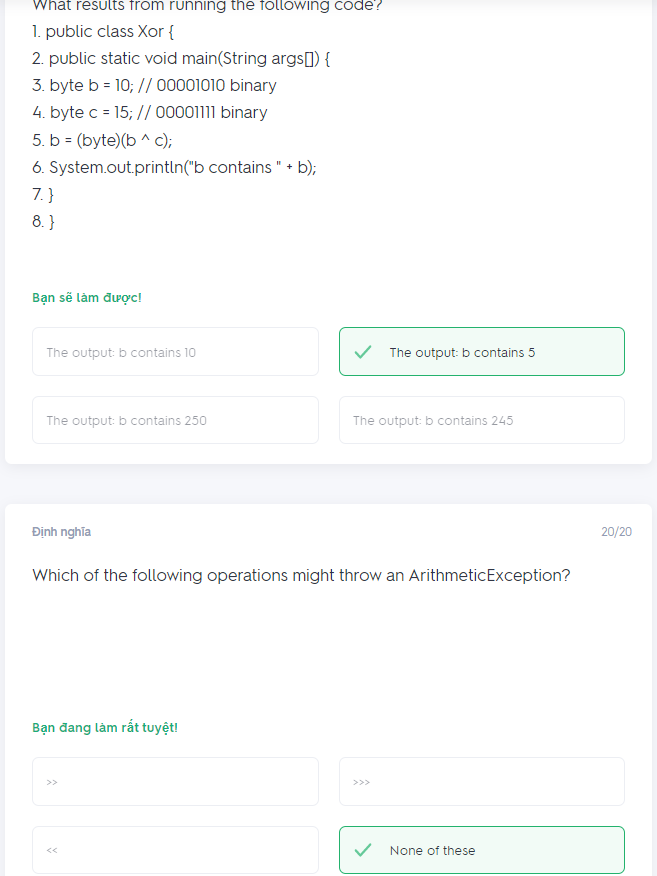 What results from running the following code?
1. public class Xor {
2. public static void main(String args[]) {
3. byte b = 10; // 00001010 binary
4. byte c = 15; // 00001111 binary
5. b = (byte)(b ^ c);
6. System.out.println("b contains " + b);
7. }
8. }
Bạn sẽ làm được!
The output: b contains 10
The output: b contains 5
The output: b contains 250
The output: b contains 245
Định nghĩa
20/20
Which of the following operations might throw an ArithmeticException?
Bạn đang làm rất tuyệt!
>>
>>>
<<
None of these